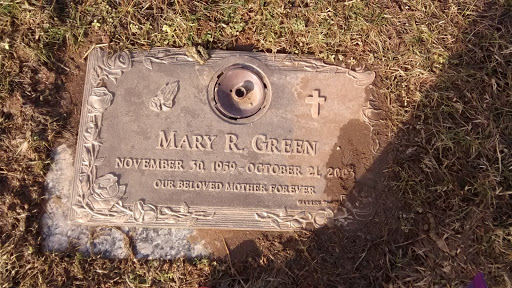 MARY R. GREEN
NOVEMBER 30, 1959 - OCTOBER 21, 2003
OUR BELOVED MOTHER FOREVER